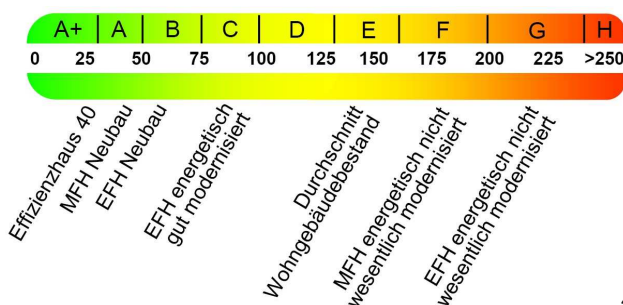 A+ A B C D E F G H
0 25 50 75 100 125 150 175 200 225 >250
Effizienzhaus 40
MFH Neubau
EFH Neubau
EFH energetisch
gut modernisiert
Durchschnitt
Wohngebäudebestand
MFH energetisch nicht
wesentlich modernisiert
EFH energetisch nicht
wesentlich modernisiert